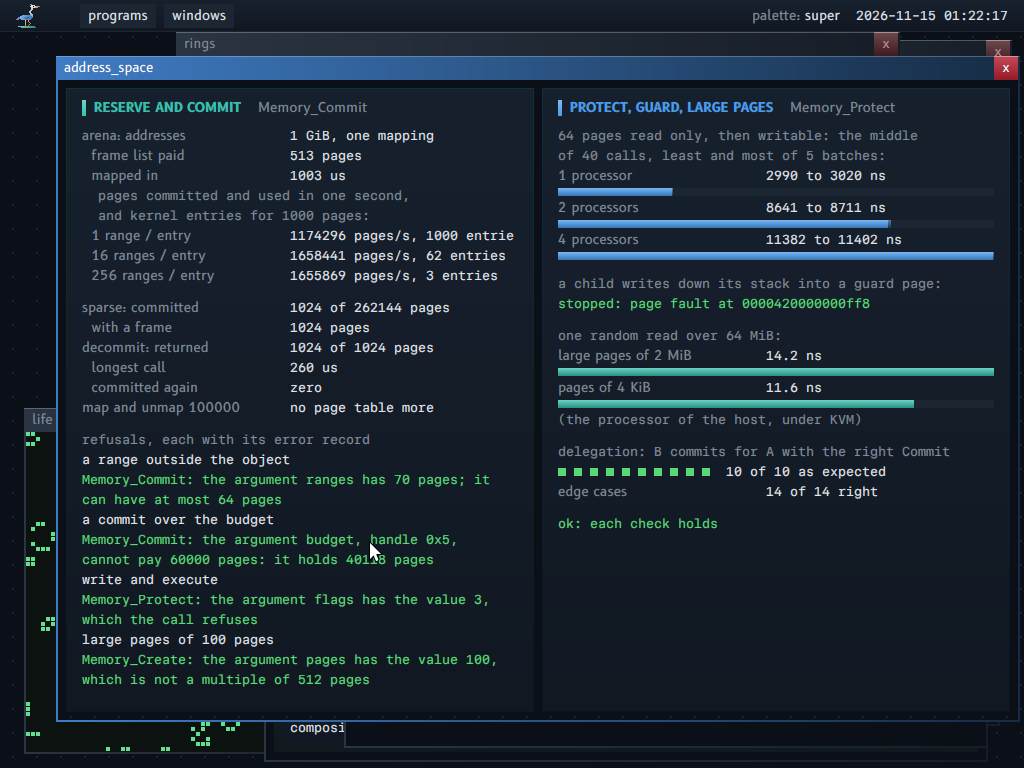 programs windows palette: super 2026-11-15 01:22:17
rings x
x
address_space x
RESERVE AND COMMIT Memory_Commit
arena: addresses 1 GiB, one mapping
frame list paid 513 pages
mapped in 1003 us
pages committed and used in one second,
and kernel entries for 1000 pages:
1 range / entry 1174296 pages/s, 1000 entrie
16 ranges / entry 1658441 pages/s, 62 entries
256 ranges / entry 1655869 pages/s, 3 entries
sparse: committed 1024 of 262144 pages
with a frame 1024 pages
decommit: returned 1024 of 1024 pages
longest call 260 us
committed again zero
map and unmap 100000 no page table more
refusals, each with its error record
a range outside the object
Memory_Commit: the argument ranges has 70 pages; it
can have at most 64 pages
a commit over the budget
Memory_Commit: the argument budget, handle 0x5,
cannot pay 60000 pages: it holds 40118 pages
write and execute
Memory_Protect: the argument flags has the value 3,
which the call refuses
large pages of 100 pages
Memory_Create: the argument pages has the value 100,
which is not a multiple of 512 pages
PROTECT, GUARD, LARGE PAGES Memory_Protect
64 pages read only, then writable: the middle
of 40 calls, least and most of 5 batches:
1 processor 2990 to 3020 ns
2 processors 8641 to 8711 ns
4 processors 11382 to 11402 ns
a child writes down its stack into a guard page:
stopped: page fault at 0000420000000ff8
one random read over 64 MiB:
large pages of 2 MiB 14.2 ns
pages of 4 KiB 11.6 ns
(the processor of the host, under KVM)
delegation: B commits for A with the right Commit
10 of 10 as expected
edge cases 14 of 14 right
ok: each check holds
life
composi